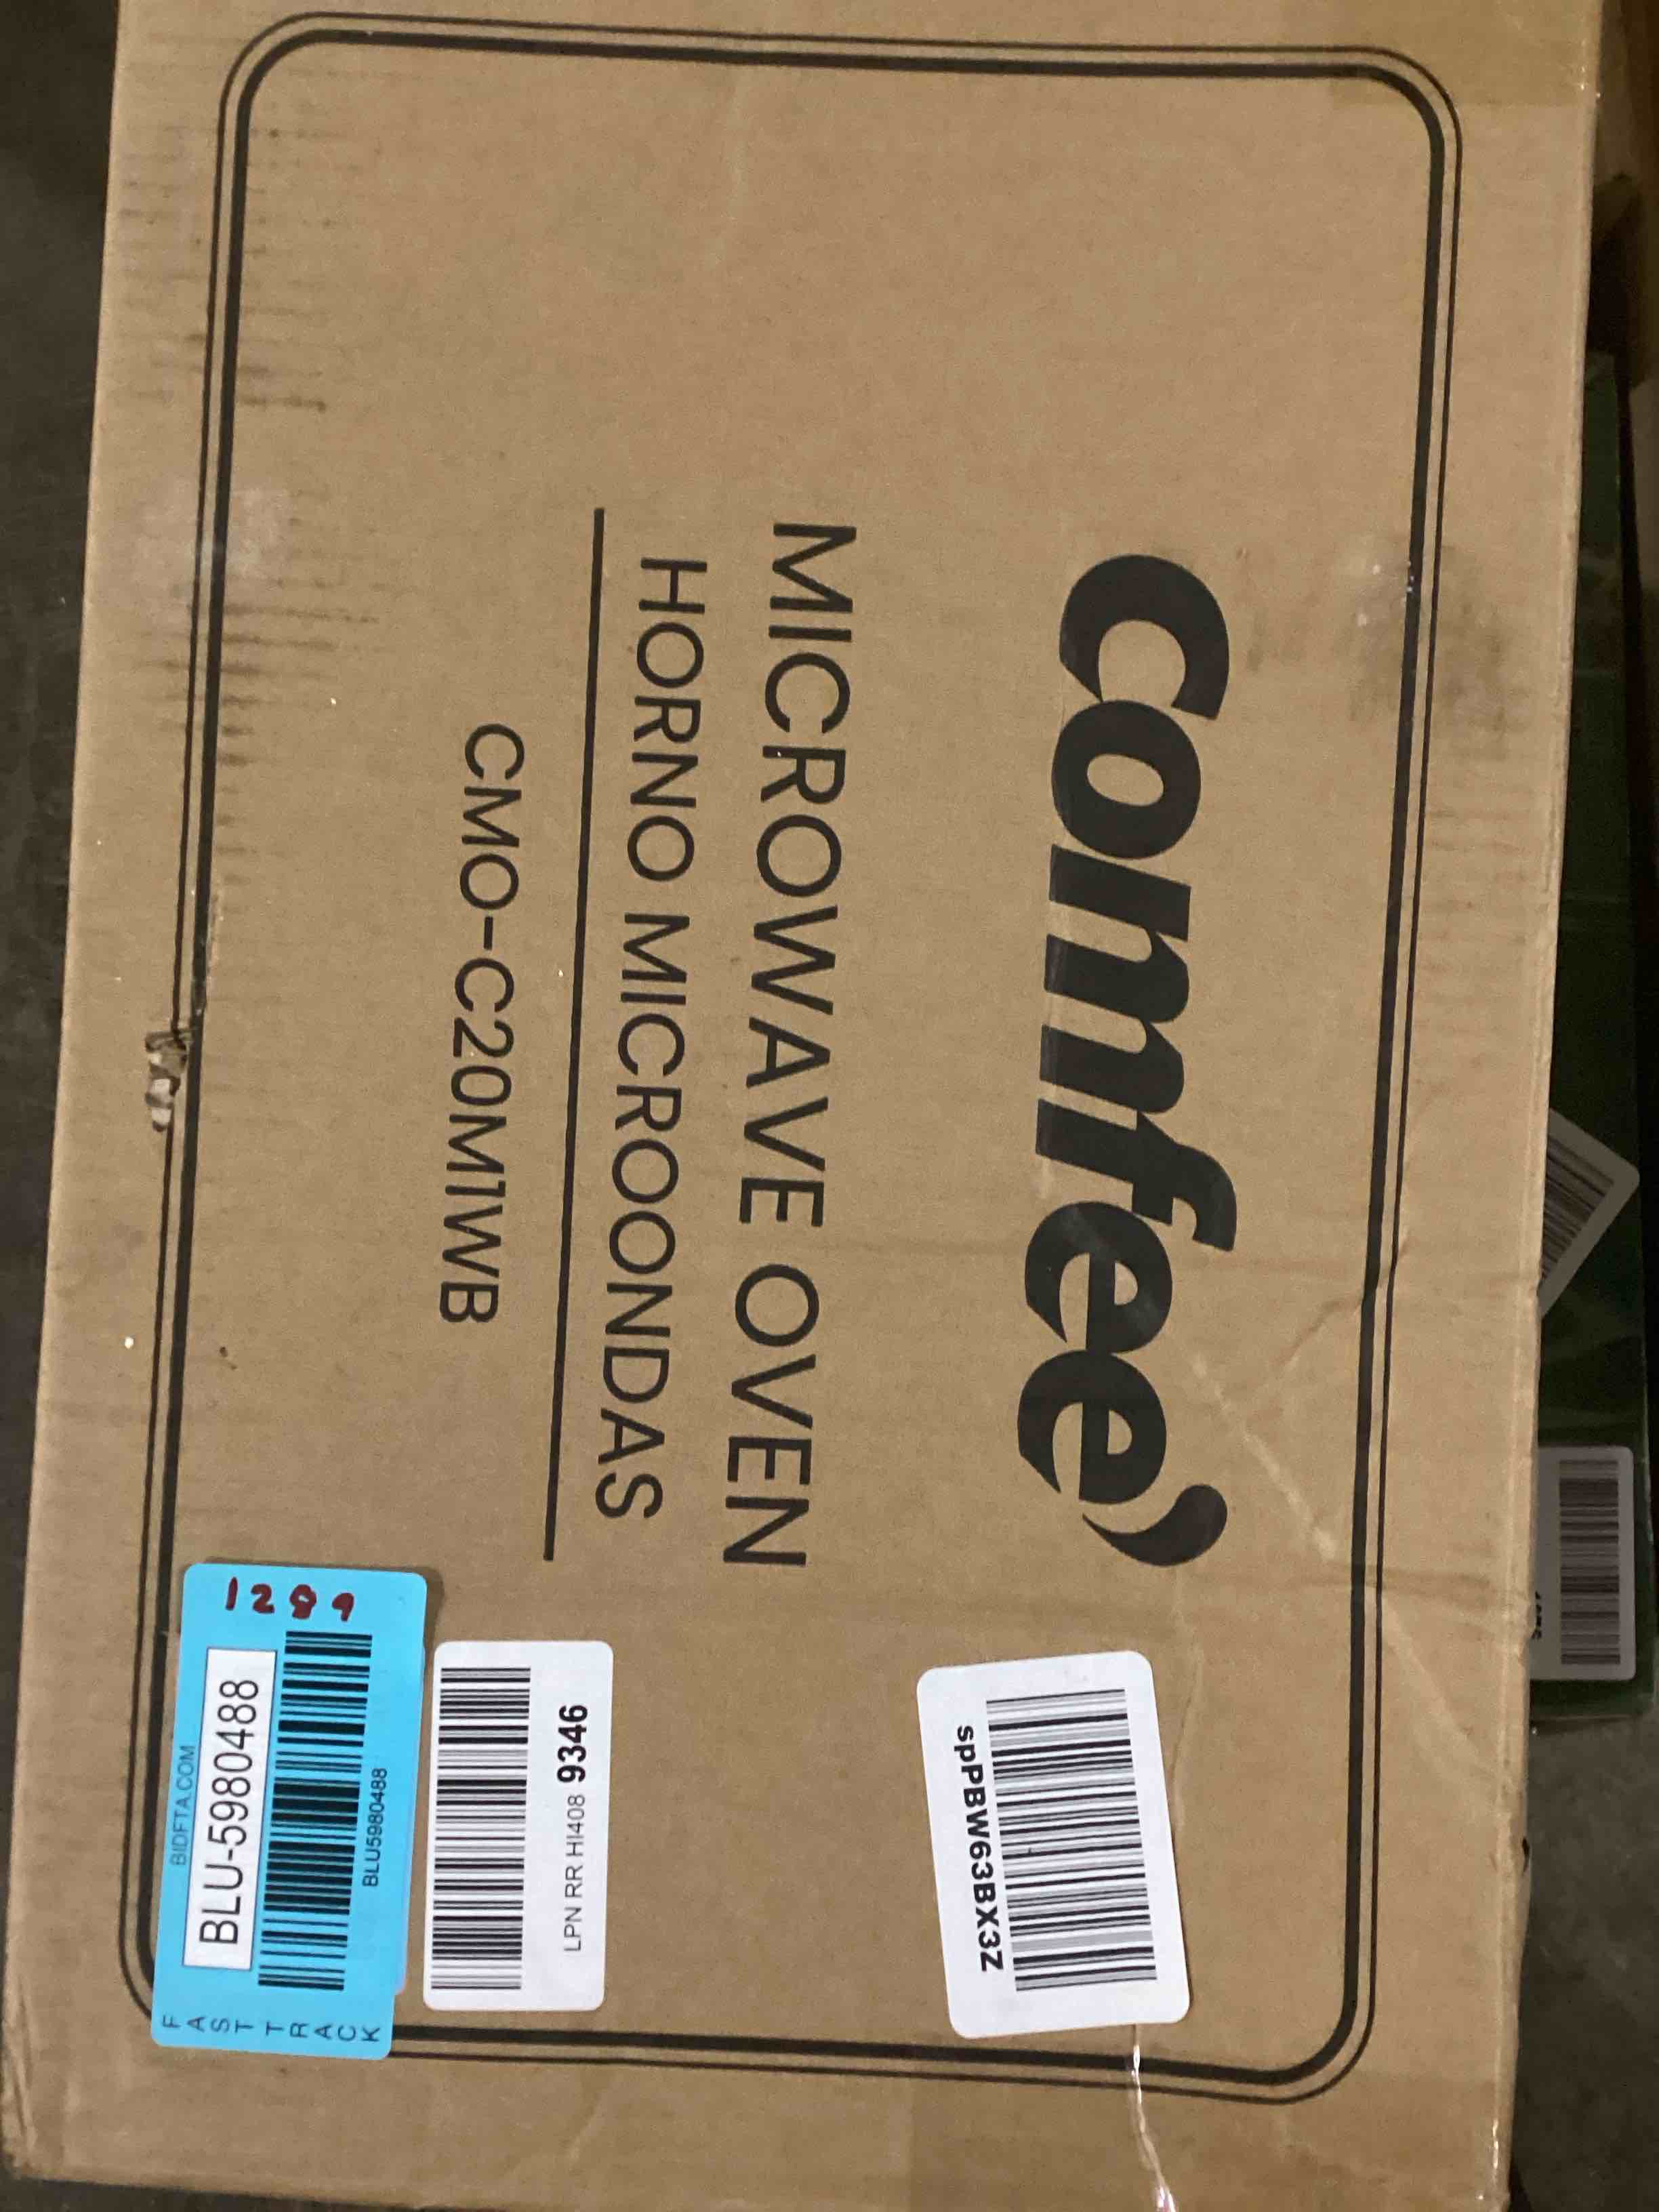 comfee'
MICROWAVE OVEN
HORNO MICROONDAS
CMO-C20M1WB
spPBW63BX3Z
LPN RR HI408 9346
BLU5980488
BLU-5980488
BIDFTA.COM
FAST TRACK
1289